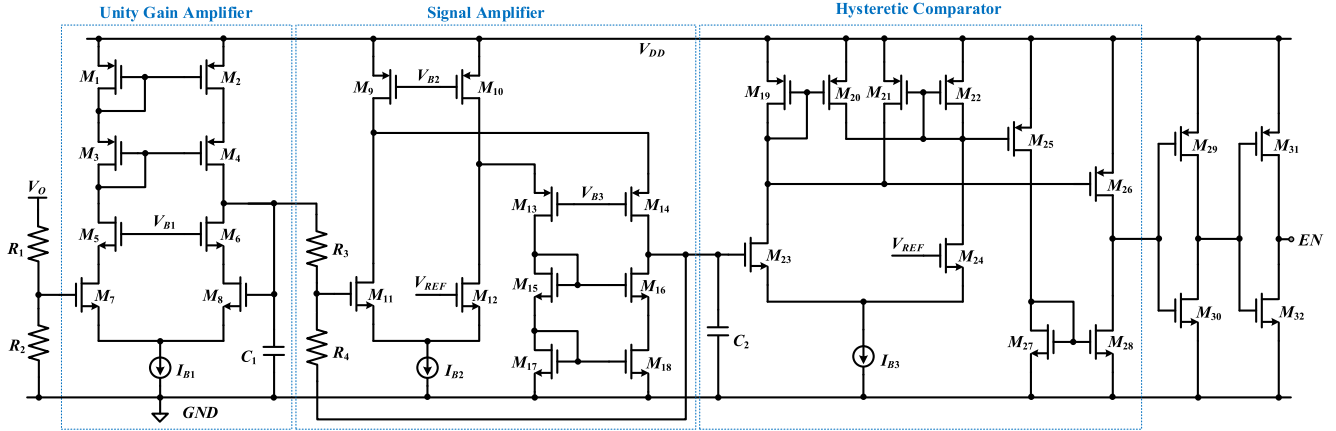 Unity Gain Amplifier
Signal Amplifier
Hysteretic Comparator
VDD
M1
M2
M9
VB2
M10
M19
M20
M21
M22
M3
M4
M25
M29
M31
VO
M26
R1
M5
VB1
M6
M13
VB3
M14
R3
M23
VREF
M24
EN
M7
M8
M11
VREF
M12
M15
M16
R2
R4
C1
C2
M30
M32
IB1
IB2
M17
M18
IB3
M27
M28
GND